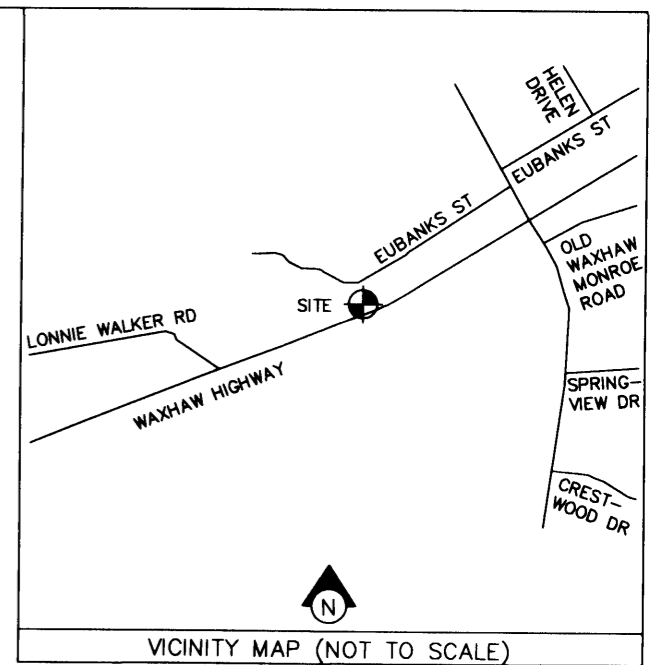 HELEN
DRIVE
EUBANKS ST
EUBANKS ST
OLD
WAXHAW
MONROE
ROAD
SITE
LONNIE WALKER RD
WAXHAW HIGHWAY
SPRING-
VIEW DR
CREST-
WOOD DR
N
VICINITY MAP (NOT TO SCALE)